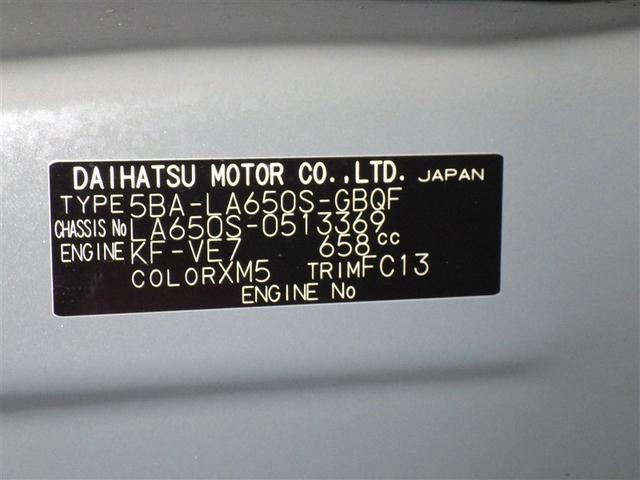 DAIHATSU MOTOR CO.,LTD. JAPAN
TYPE 5BA-LA650S-GBQF
CHASSIS No LA650S-0513369
ENGINE KF-VE7 658cc
COLOR XM5 TRIM FC13
ENGINE No